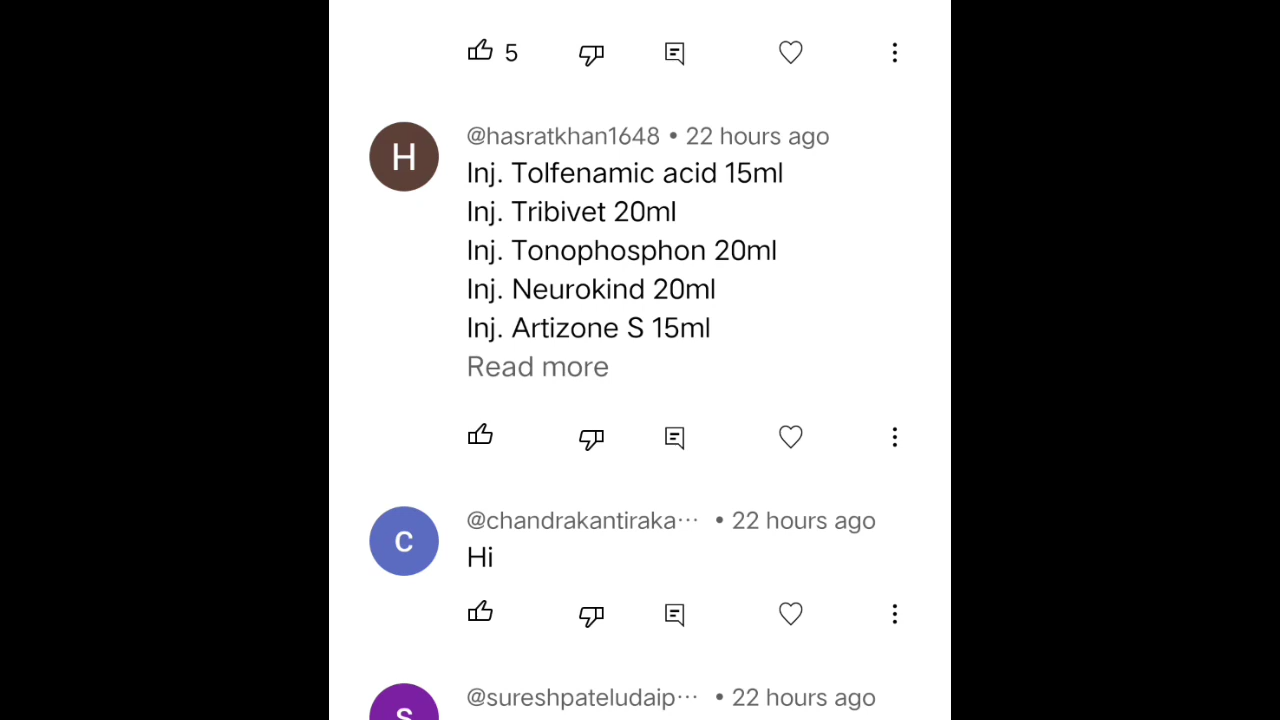 5
H
@hasratkhan1648 • 22 hours ago
Inj. Tolfenamic acid 15ml
Inj. Tribivet 20ml
Inj. Tonophosphon 20ml
Inj. Neurokind 20ml
Inj. Artizone S 15ml
Read more
C
@chandrakantiraka··· • 22 hours ago
Hi
S
@sureshpateludaip··· • 22 hours ago